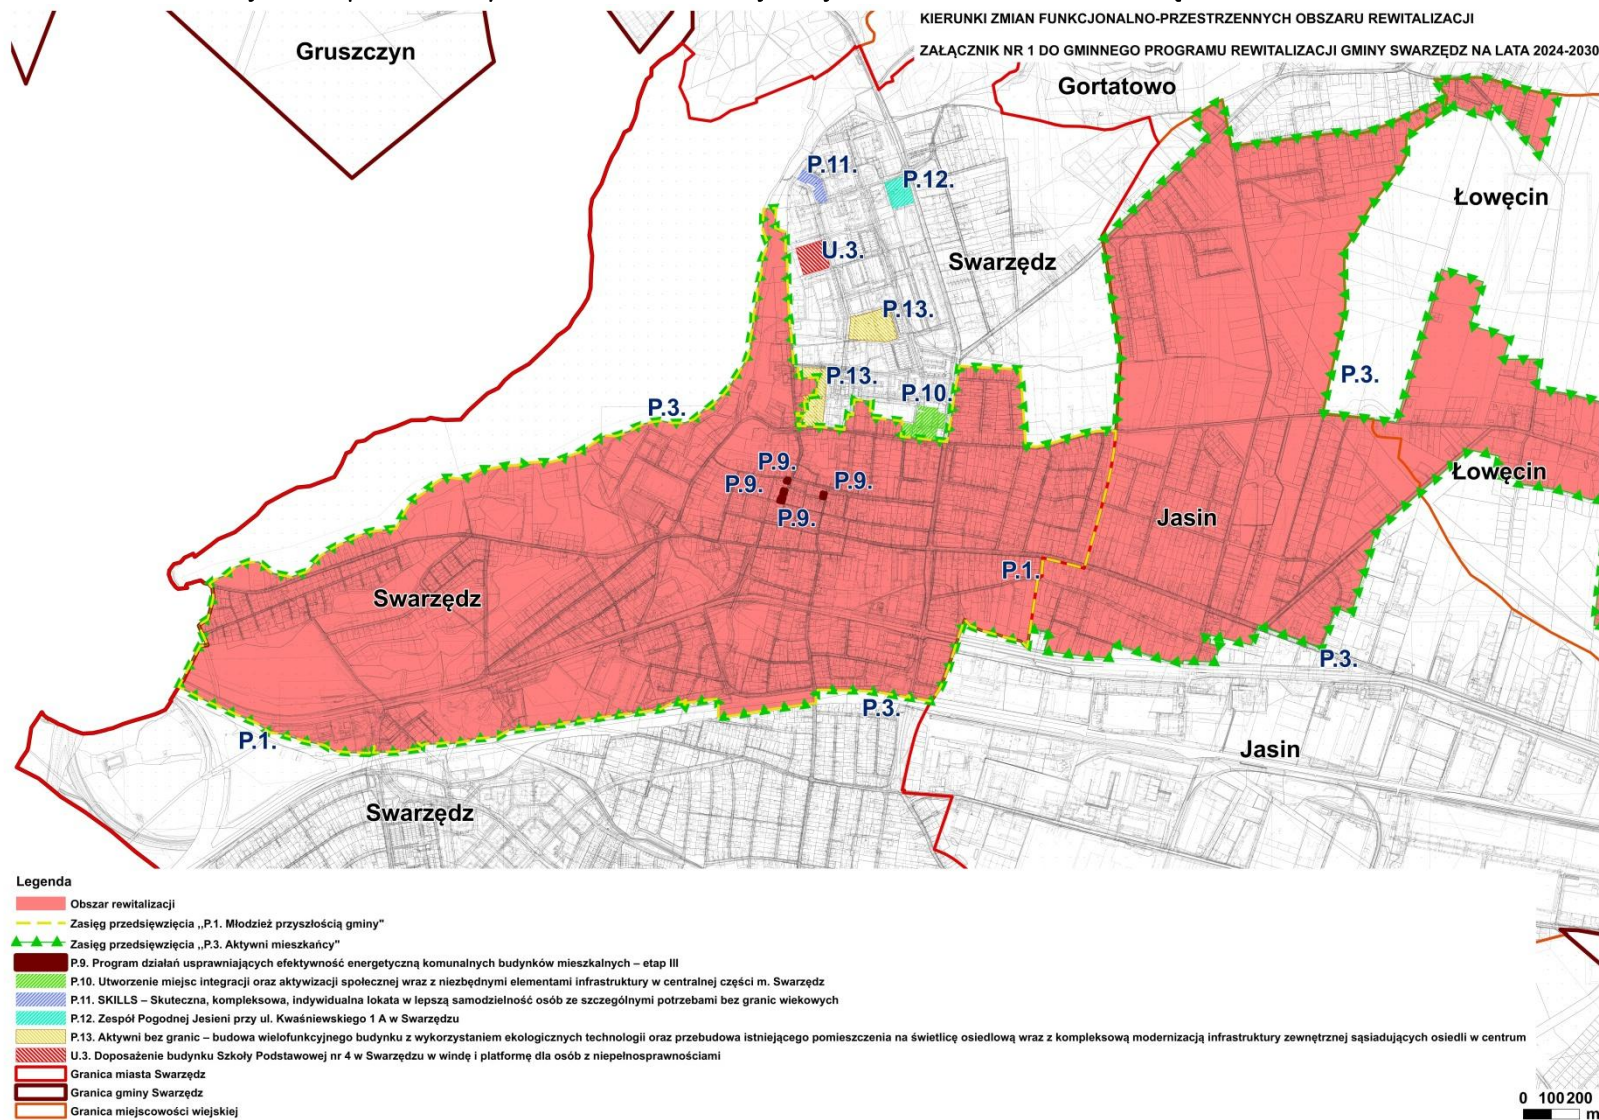 KIERUNKI ZMIAN FUNKCJONALNO-PRZESTRZENNYCH OBSZARU REWITALIZACJI
ZAŁĄCZNIK NR 1 DO GMINNEGO PROGRAMU REWITALIZACJI GMINY SWARZĘDZ NA LATA 2024-2030
Gruszczyn
Gortatowo
P.11.
P.12.
Łowęcin
U.3.
Swarzędz
P.13.
P.13.
P.3.
P.10.
P.3.
P.9.
P.9.
P.9.
P.9.
Łowęcin
Jasin
P.1.
Swarzędz
P.3.
P.3.
P.1.
Jasin
Swarzędz
Legenda
Obszar rewitalizacji
Zasięg przedsięwzięcia ,,P.1. Młodzież przyszłością gminy"
Zasięg przedsięwzięcia ,,P.3. Aktywni mieszkańcy"
P.9. Program działań usprawniających efektywność energetyczną komunalnych budynków mieszkalnych – etap III
P.10. Utworzenie miejsc integracji oraz aktywizacji społecznej wraz z niezbędnymi elementami infrastruktury w centralnej części m. Swarzędz
P.11. SKILLS – Skuteczna, kompleksowa, indywidualna lokata w lepszą samodzielność osób ze szczególnymi potrzebami bez granic wiekowych
P.12. Zespół Pogodnej Jesieni przy ul. Kwaśniewskiego 1 A w Swarzędzu
P.13. Aktywni bez granic – budowa wielofunkcyjnego budynku z wykorzystaniem ekologicznych technologii oraz przebudowa istniejącego pomieszczenia na świetlicę osiedlową wraz z kompleksową modernizacją infrastruktury zewnętrznej sąsiadujących osiedli w centrum
U.3. Doposażenie budynku Szkoły Podstawowej nr 4 w Swarzędzu w windę i platformę dla osób z niepełnosprawnościami
Granica miasta Swarzędz
Granica gminy Swarzędz
Granica miejscowości wiejskiej
0 100 200
m